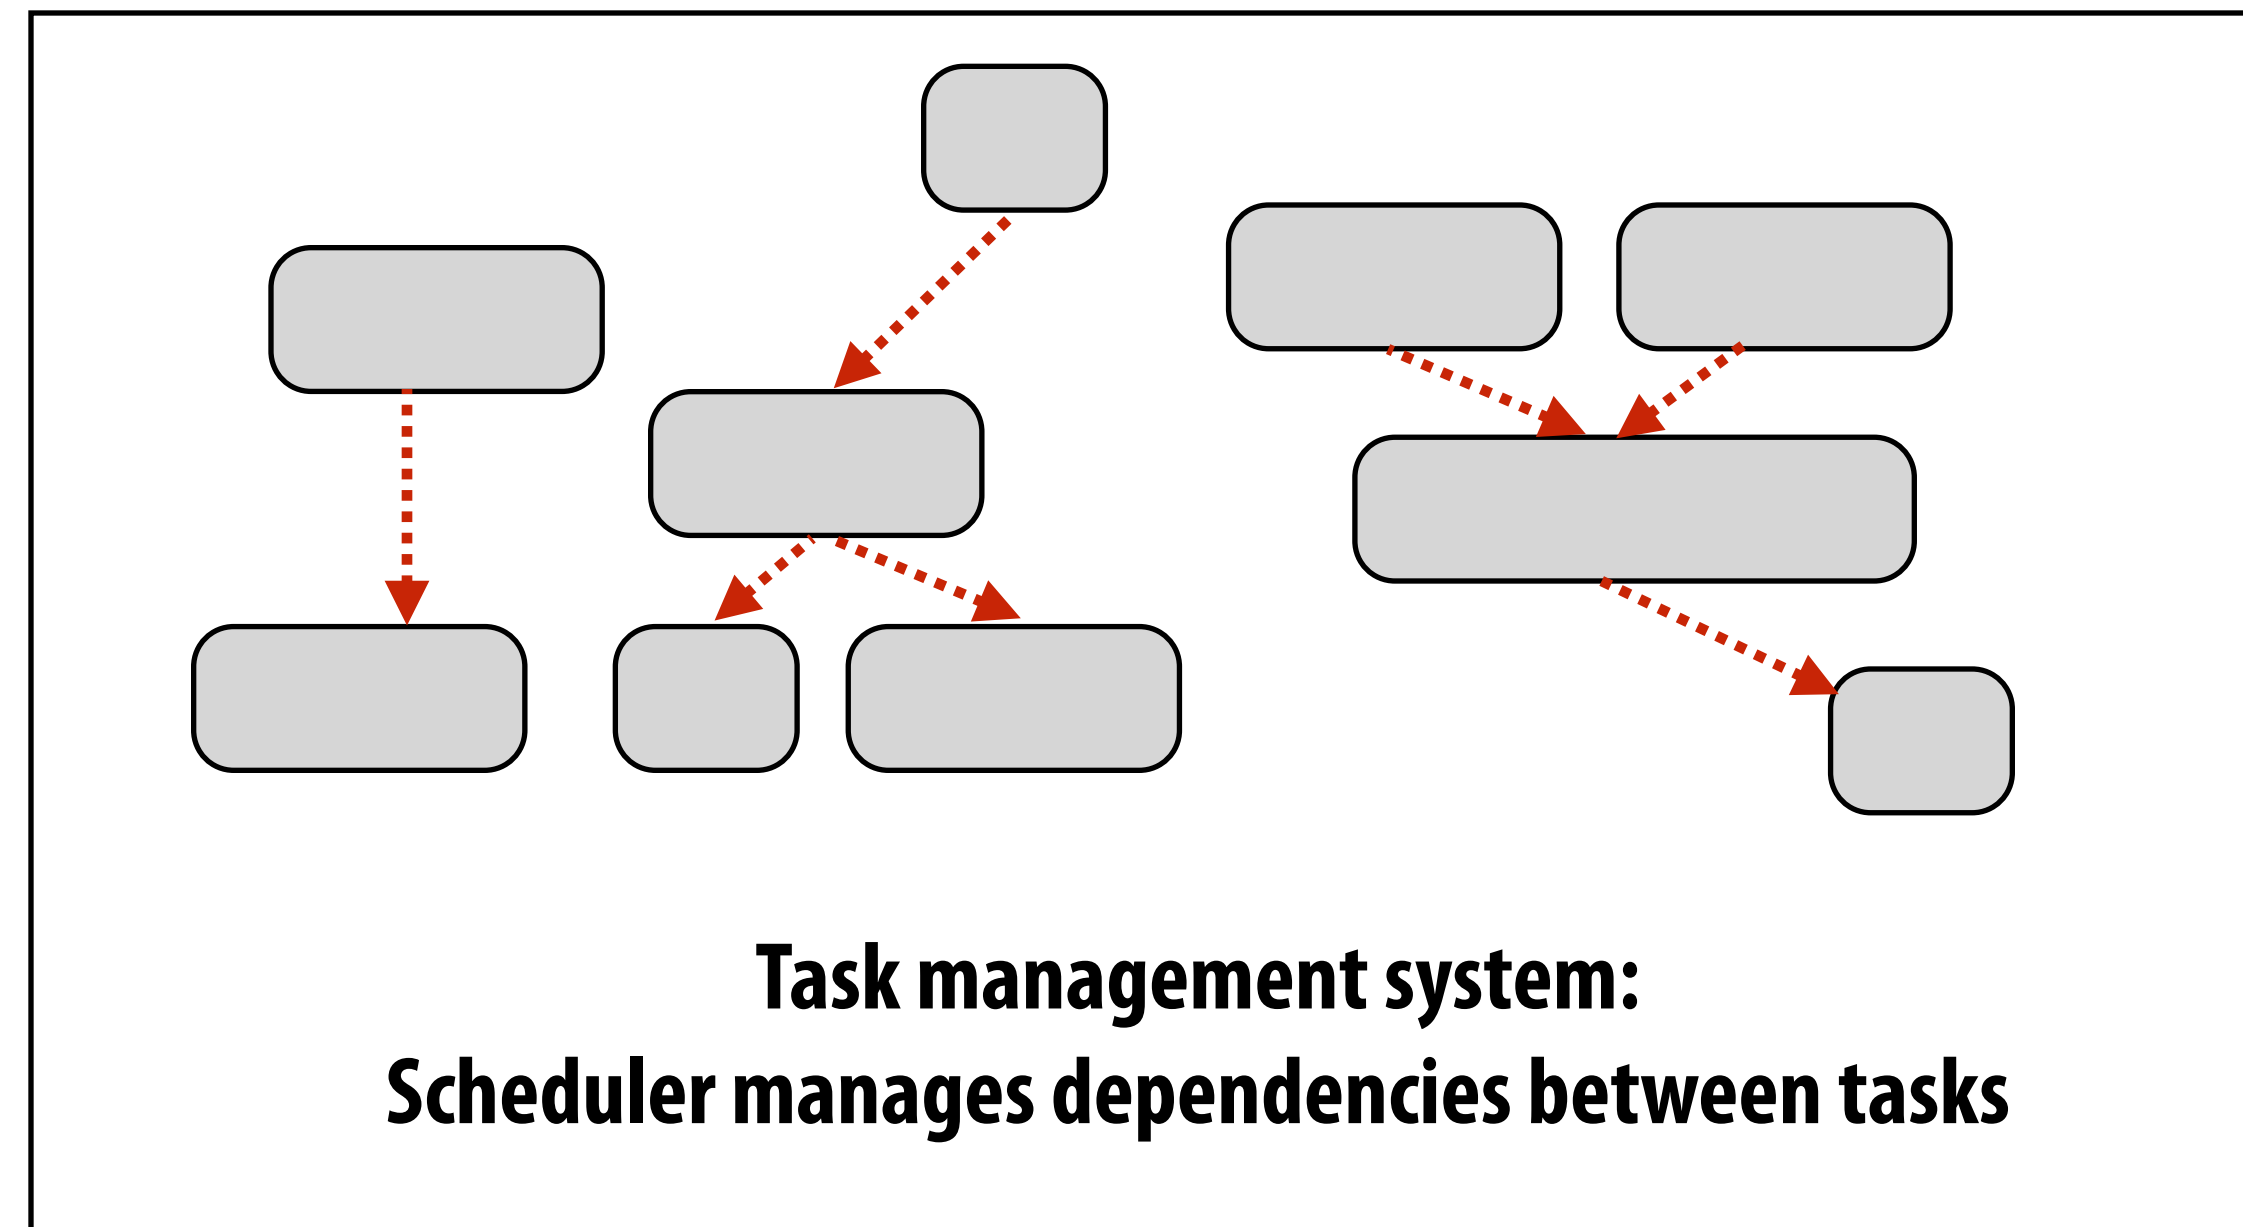 Task management system:
Scheduler manages dependencies between tasks